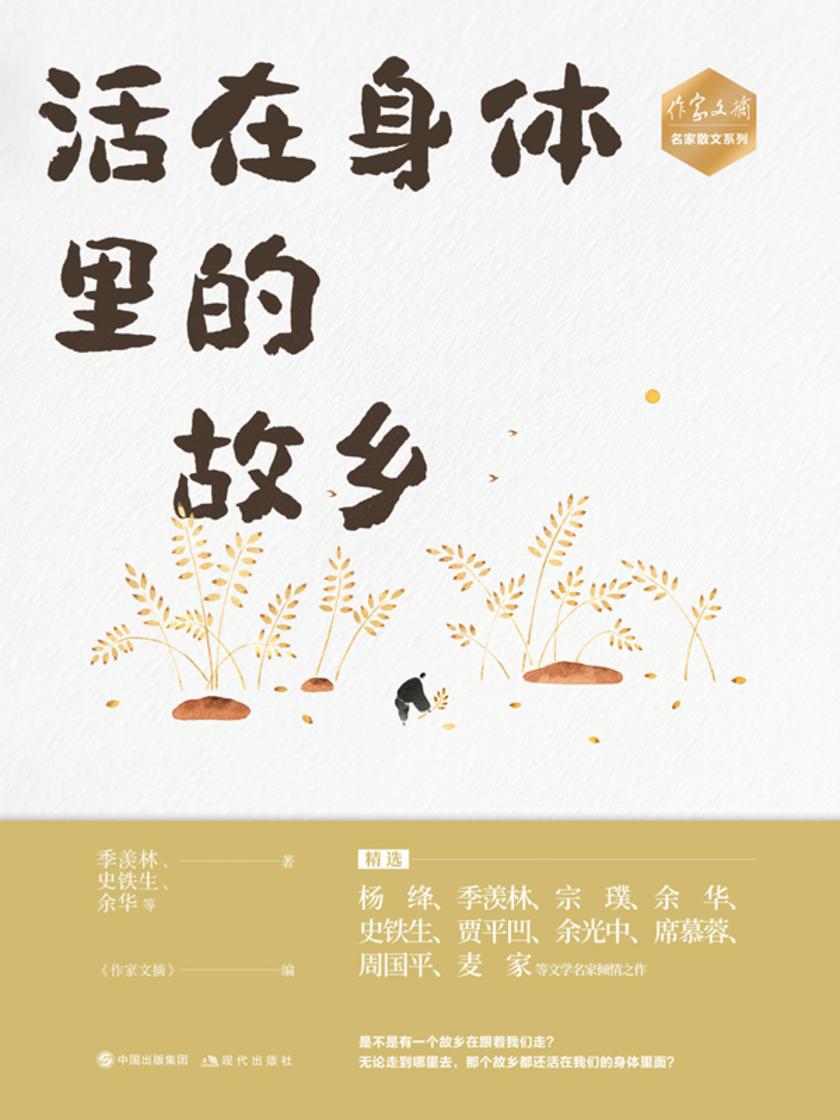 活在身体
里的
故乡
作家文摘
名家散文系列
季羡林、
史铁生、
余华 等
著
《作家文摘》 编
中国出版集团 现代出版社
精选
杨绛、季羡林、宗璞、余华、
史铁生、贾平凹、余光中、席慕蓉、
周国平、麦家 等文学名家倾情之作
是不是有一个故乡在跟着我们走？
无论走到哪里去，那个故乡都还活在我们的身体里面？